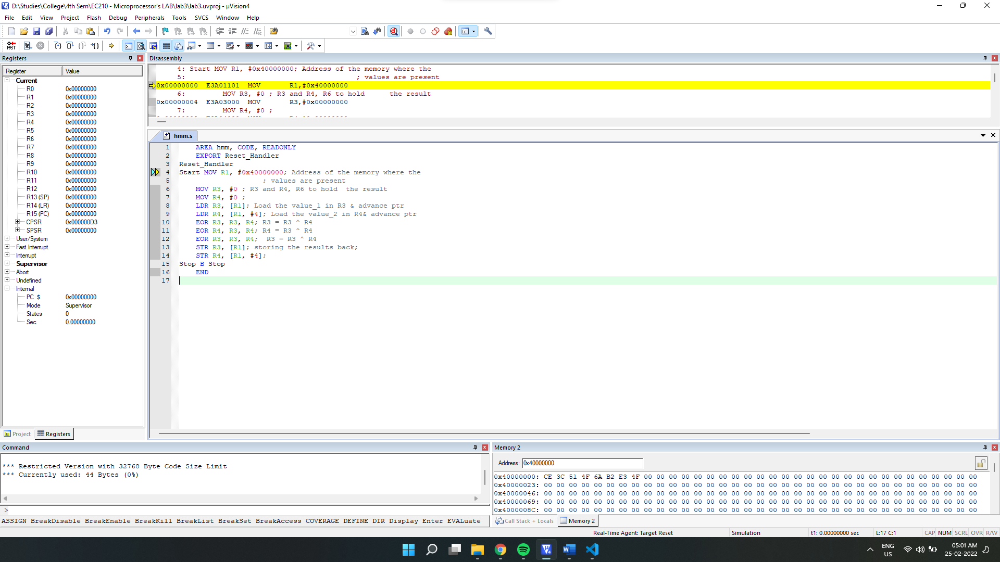 D:\Studies\College\4th Sem\EC210 - Microprocessor's LAB\lab3\lab3.uvproj - µVision4
File Edit View Project Flash Debug Peripherals Tools SVCS Window Help
RST
Registers
Register Value
Current
R0 0x00000000
R1 0x00000000
R2 0x00000000
R3 0x00000000
R4 0x00000000
R5 0x00000000
R6 0x00000000
R7 0x00000000
R8 0x00000000
R9 0x00000000
R10 0x00000000
R11 0x00000000
R12 0x00000000
R13 (SP) 0x00000000
R14 (LR) 0x00000000
R15 (PC) 0x00000000
CPSR 0x000000D3
SPSR 0x00000000
User/System
Fast Interrupt
Interrupt
Supervisor
Abort
Undefined
Internal
PC $ 0x00000000
Mode Supervisor
States 0
Sec 0.00000000
Project Registers
Disassembly
4: Start MOV R1, #0x40000000; Address of the memory where the
5: ; values are present
0x00000000 E3A01101 MOV R1,#0x40000000
6: MOV R3, #0 ; R3 and R4, R6 to hold the result
0x00000004 E3A03000 MOV R3,#0x00000000
7: MOV R4, #0 ;
hmm.s
1 AREA hmm, CODE, READONLY
2 EXPORT Reset_Handler
3 Reset_Handler
4 Start MOV R1, #0x40000000; Address of the memory where the
5 ; values are present
6 MOV R3, #0 ; R3 and R4, R6 to hold the result
7 MOV R4, #0 ;
8 LDR R3, [R1]; Load the value_1 in R3 & advance ptr
9 LDR R4, [R1, #4]; Load the value_2 in R4& advance ptr
10 EOR R3, R3, R4; R3 = R3 ^ R4
11 EOR R4, R3, R4; R4 = R3 ^ R4
12 EOR R3, R3, R4; R3 = R3 ^ R4
13 STR R3, [R1]; storing the results back;
14 STR R4, [R1, #4];
15 Stop B Stop
16 END
17
Command
*** Restricted Version with 32768 Byte Code Size Limit
*** Currently used: 44 Bytes (0%)
>
ASSIGN BreakDisable BreakEnable BreakKill BreakList BreakSet BreakAccess COVERAGE DEFINE DIR Display Enter EVALuate
Memory 2
Address: 0x40000000
0x40000000: CE 3C 51 4F 6A B2 E3 4F 00 00 00 00 00 00 00 00 00 00 00 00 00 00 00 00 00 00 00 00 00 00 00 00 00 00 00
0x40000023: 00 00 00 00 00 00 00 00 00 00 00 00 00 00 00 00 00 00 00 00 00 00 00 00 00 00 00 00 00 00 00 00 00 00 00
0x40000046: 00 00 00 00 00 00 00 00 00 00 00 00 00 00 00 00 00 00 00 00 00 00 00 00 00 00 00 00 00 00 00 00 00 00 00
0x40000069: 00 00 00 00 00 00 00 00 00 00 00 00 00 00 00 00 00 00 00 00 00 00 00 00 00 00 00 00 00 00 00 00 00 00 00
0x4000008C: 00 00 00 00 00 00 00 00 00 00 00 00 00 00 00 00 00 00 00 00 00 00 00 00 00 00 00 00 00 00 00 00 00 00 00
Call Stack + Locals Memory 2
Real-Time Agent: Target Reset Simulation t1: 0.00000000 sec L:17 C:1 CAP NUM SCRL OVR R/W
ENG
US
05:01 AM
25-02-2022